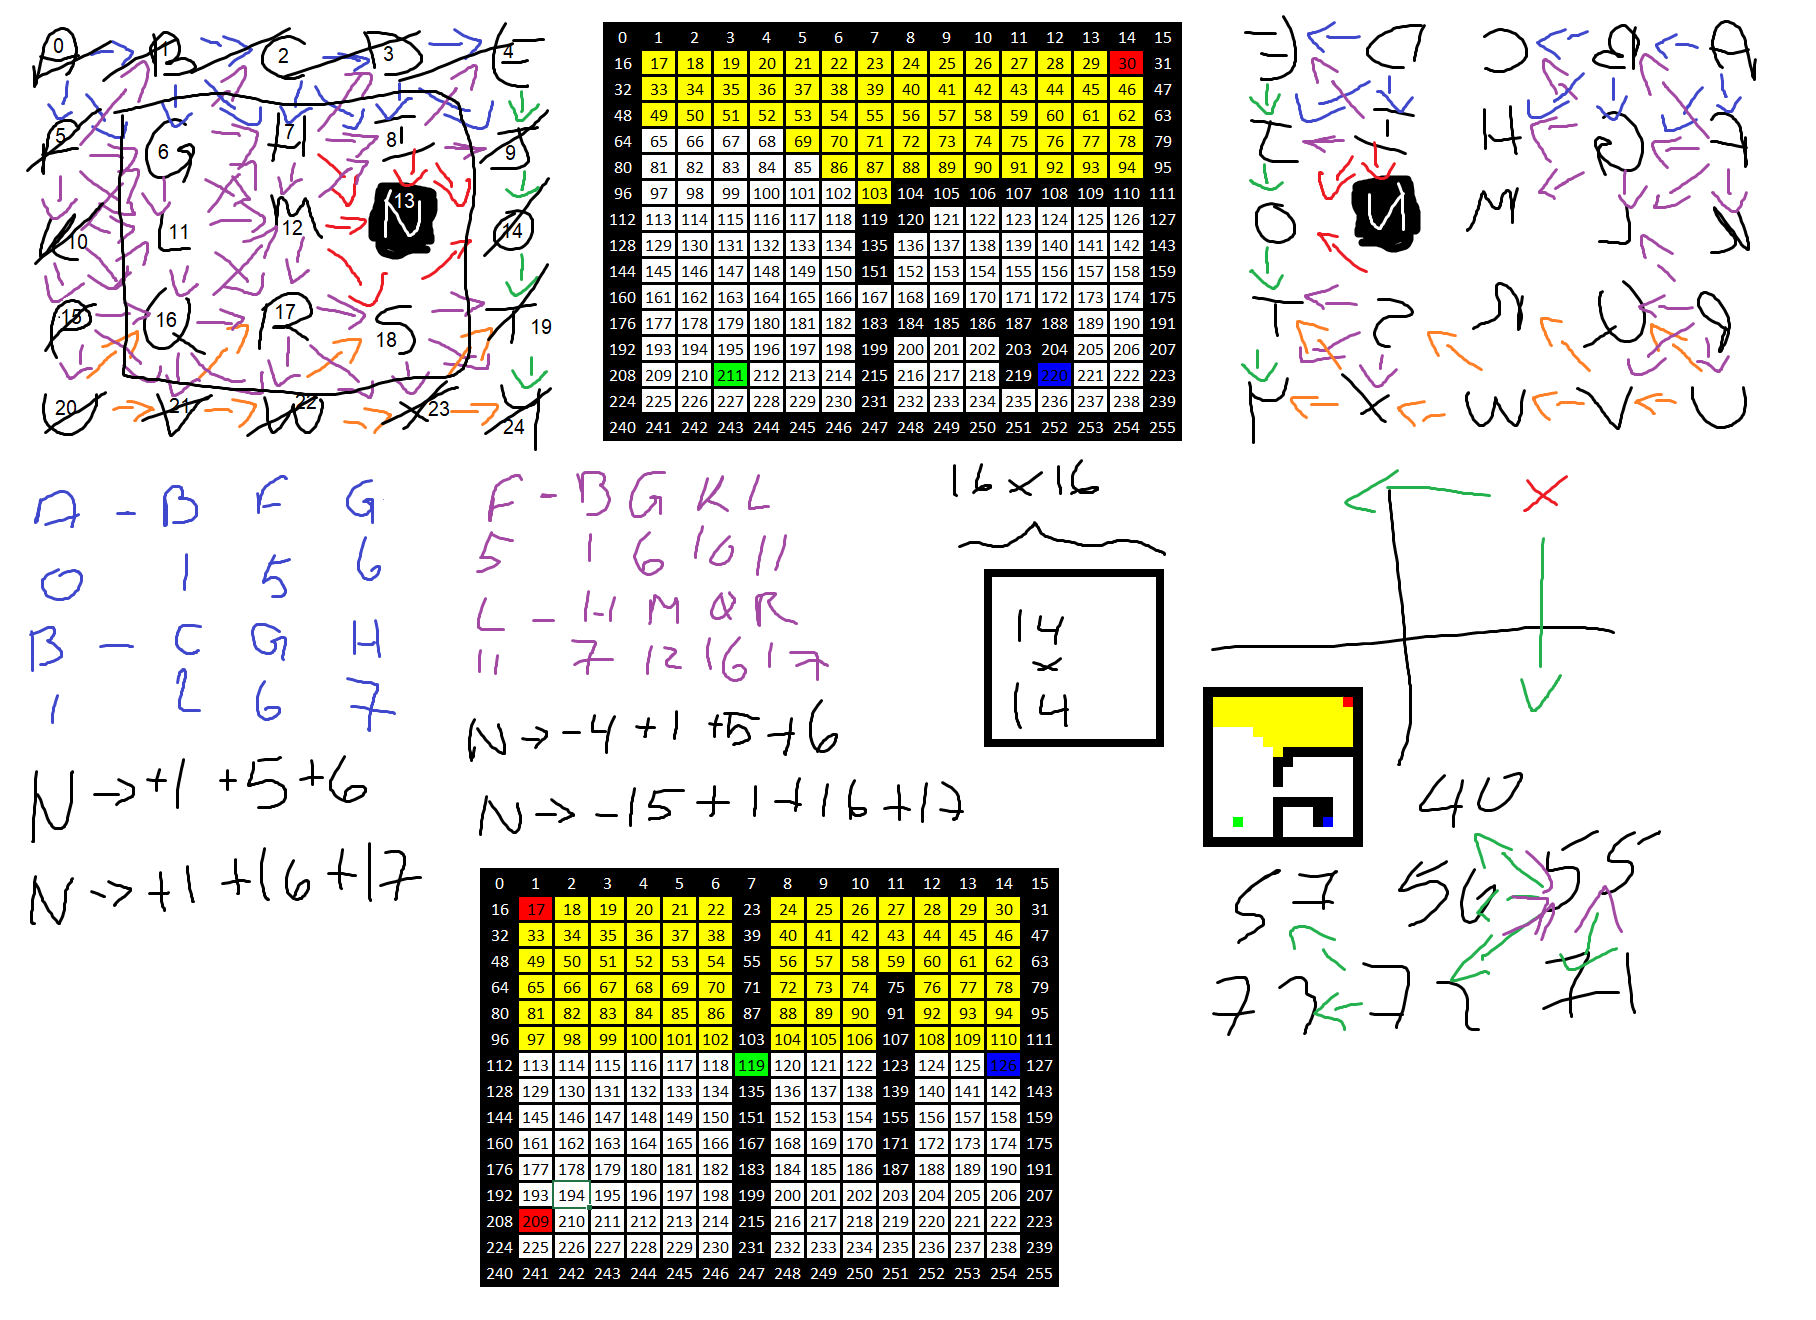 0 1 2 3 4
A B C D E
5 6 7 8 9
F G H I J
10 11 12 13 14
K L M N O
15 16 17 18 19
P Q R S T
20 21 22 23 24
U V W X Y
0 1 2 3 4 5 6 7 8 9 10 11 12 13 14 15
16 17 18 19 20 21 22 23 24 25 26 27 28 29 30 31
32 33 34 35 36 37 38 39 40 41 42 43 44 45 46 47
48 49 50 51 52 53 54 55 56 57 58 59 60 61 62 63
64 65 66 67 68 69 70 71 72 73 74 75 76 77 78 79
80 81 82 83 84 85 86 87 88 89 90 91 92 93 94 95
96 97 98 99 100 101 102 103 104 105 106 107 108 109 110 111
112 113 114 115 116 117 118 119 120 121 122 123 124 125 126 127
128 129 130 131 132 133 134 135 136 137 138 139 140 141 142 143
144 145 146 147 148 149 150 151 152 153 154 155 156 157 158 159
160 161 162 163 164 165 166 167 168 169 170 171 172 173 174 175
176 177 178 179 180 181 182 183 184 185 186 187 188 189 190 191
192 193 194 195 196 197 198 199 200 201 202 203 204 205 206 207
208 209 210 211 212 213 214 215 216 217 218 219 220 221 222 223
224 225 226 227 228 229 230 231 232 233 234 235 236 237 238 239
240 241 242 243 244 245 246 247 248 249 250 251 252 253 254 255
E D C B A
J I H G F
O N M L K
T S R Q P
Y X W V U
A - B F G
0 1 5 6
B - C G H
1 2 6 7
N → +1 +5 +6
N → +1 +16 +17
F - B G K L
5 1 6 10 11
L - H M Q R
11 7 12 16 17
N → -4 +1 +5 +6
N → -15 +1 +16 +17
16 x 16
14
x
14
x
40
57 56 55
73 72 71
0 1 2 3 4 5 6 7 8 9 10 11 12 13 14 15
16 17 18 19 20 21 22 23 24 25 26 27 28 29 30 31
32 33 34 35 36 37 38 39 40 41 42 43 44 45 46 47
48 49 50 51 52 53 54 55 56 57 58 59 60 61 62 63
64 65 66 67 68 69 70 71 72 73 74 75 76 77 78 79
80 81 82 83 84 85 86 87 88 89 90 91 92 93 94 95
96 97 98 99 100 101 102 103 104 105 106 107 108 109 110 111
112 113 114 115 116 117 118 119 120 121 122 123 124 125 126 127
128 129 130 131 132 133 134 135 136 137 138 139 140 141 142 143
144 145 146 147 148 149 150 151 152 153 154 155 156 157 158 159
160 161 162 163 164 165 166 167 168 169 170 171 172 173 174 175
176 177 178 179 180 181 182 183 184 185 186 187 188 189 190 191
192 193 194 195 196 197 198 199 200 201 202 203 204 205 206 207
208 209 210 211 212 213 214 215 216 217 218 219 220 221 222 223
224 225 226 227 228 229 230 231 232 233 234 235 236 237 238 239
240 241 242 243 244 245 246 247 248 249 250 251 252 253 254 255